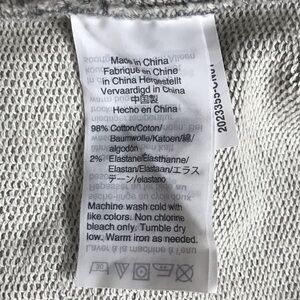 Made in China
Fabriqué en Chine
in China Hergestellt
Vervaardigd in China
中国製
Hecho en China
98% Cotton/Coton/
Baumwolle/Katoen/綿/
algodón
2% Elastane/Elasthanne/
Elastan/Elastaan/エラス
テーン/elastano
Machine wash cold with
like colors. Non chlorine
bleach only. Tumble dry
low. Warm iron as needed.